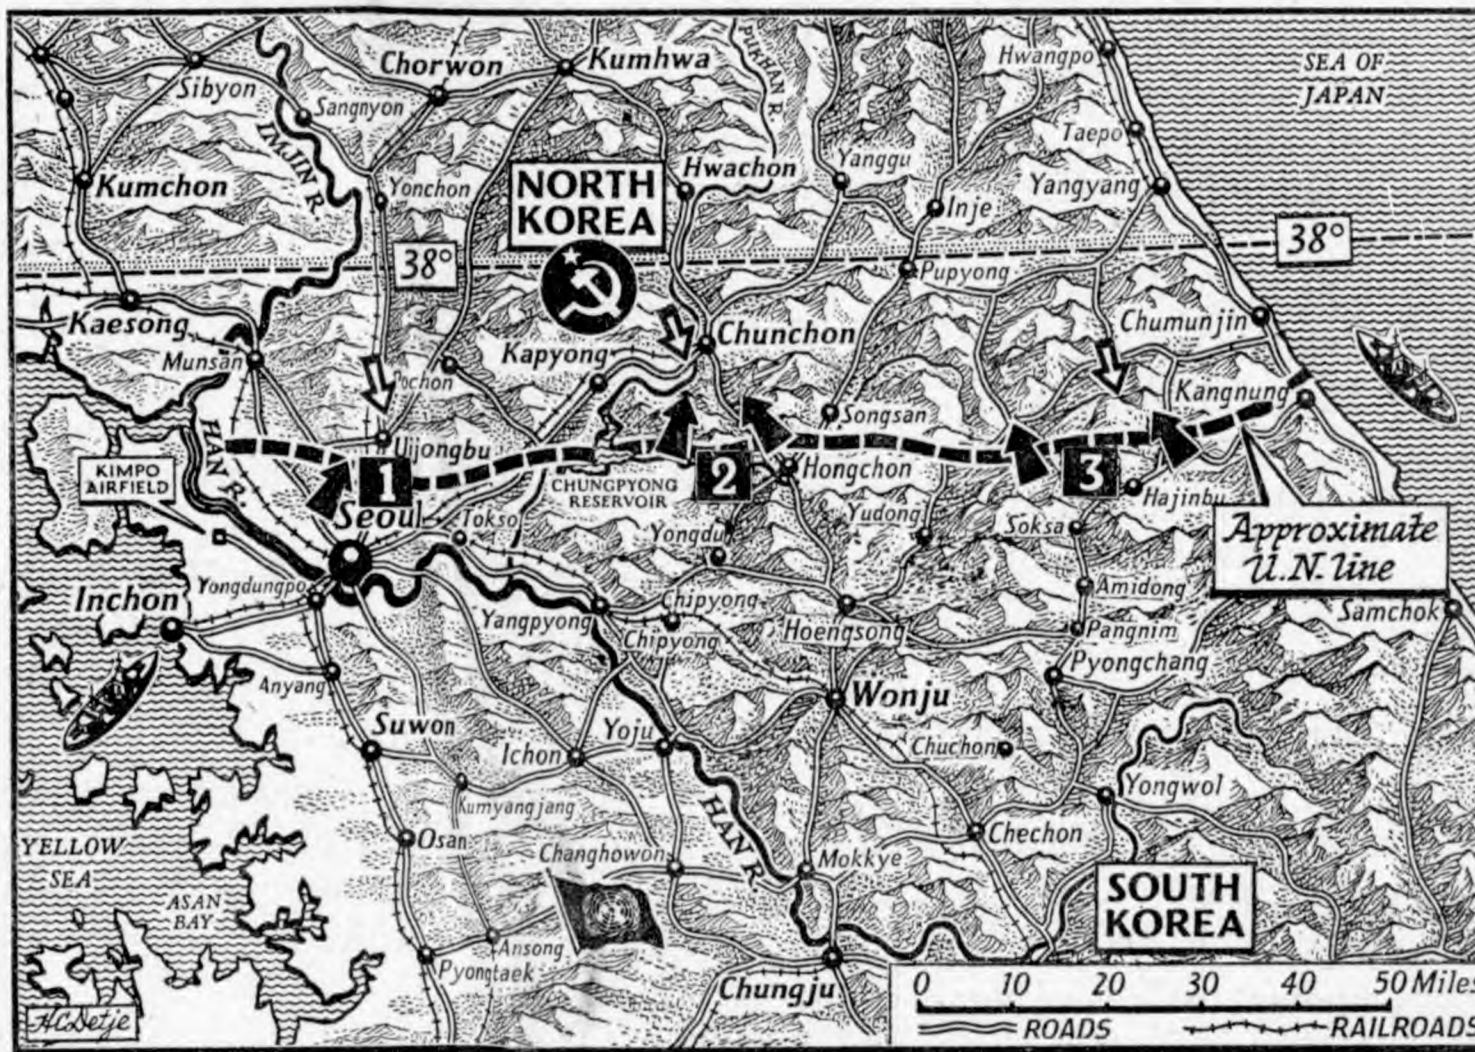 Chorwon
Kumhwa
PUKHAN R.
Hwangpo
SEA OF
JAPAN
Sibyon
Sangnyon
IMJIN R
Taepo
Kumchon
Yonchon
NORTH
KOREA
Hwachon
Yanggu
Yangyang
Inje
38°
38°
Pupyong
Kaesong
Munsan
Pochon
Kapyong
Chunchon
Chumunjin
Kangnung
Songsan
HAN R.
KIMPO
AIRFIELD
Uijongbu
1
2
3
CHUNGPYONG
RESERVOIR
Hongchon
Hajinbu
Seoul
Tokso
Yongdu
Yudong
Soksa
Approximate
U.N. line
Inchon
Yongdungpo
Yangpyong
Chipyong
Chipyong
Hoengsong
Amidong
Pangnim
Samchok
Anyang
Pyongchang
Wonju
Suwon
Ichon
Yoju
Chuchon
Kumyangjang
HAN R.
Yongwol
YELLOW
SEA
Osan
Changhowon
Mokkye
Chechon
ASAN
BAY
SOUTH
KOREA
Ansong
Pyongtaek
Chungju
0 10 20 30 40 50 Miles
ROADS RAILROADS
H.C. Detje